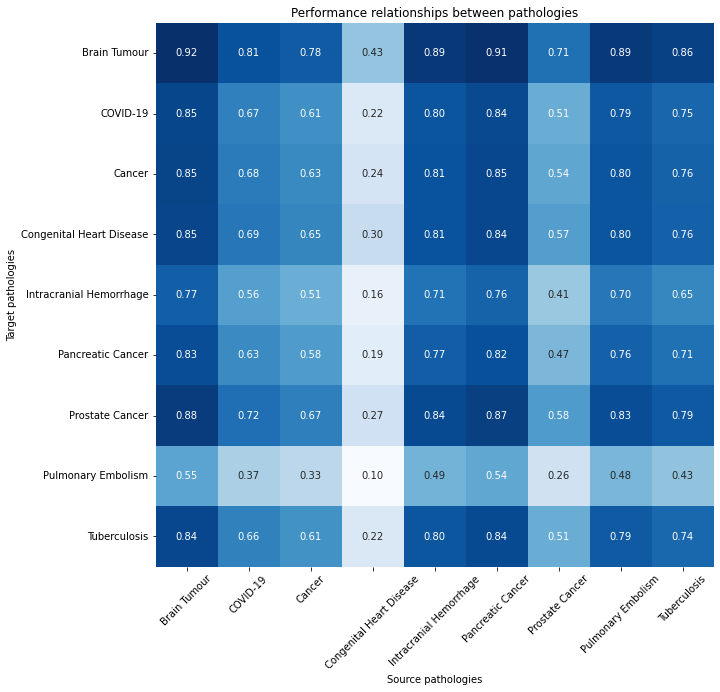 Performance relationships between pathologies
Target pathologies
Brain Tumour 0.92 0.81 0.78 0.43 0.89 0.91 0.71 0.89 0.86
COVID-19 0.85 0.67 0.61 0.22 0.80 0.84 0.51 0.79 0.75
Cancer 0.85 0.68 0.63 0.24 0.81 0.85 0.54 0.80 0.76
Congenital Heart Disease 0.85 0.69 0.65 0.30 0.81 0.84 0.57 0.80 0.76
Intracranial Hemorrhage 0.77 0.56 0.51 0.16 0.71 0.76 0.41 0.70 0.65
Pancreatic Cancer 0.83 0.63 0.58 0.19 0.77 0.82 0.47 0.76 0.71
Prostate Cancer 0.88 0.72 0.67 0.27 0.84 0.87 0.58 0.83 0.79
Pulmonary Embolism 0.55 0.37 0.33 0.10 0.49 0.54 0.26 0.48 0.43
Tuberculosis 0.84 0.66 0.61 0.22 0.80 0.84 0.51 0.79 0.74
Brain Tumour
COVID-19
Cancer
Congenital Heart Disease
Intracranial Hemorrhage
Pancreatic Cancer
Prostate Cancer
Pulmonary Embolism
Tuberculosis
Source pathologies